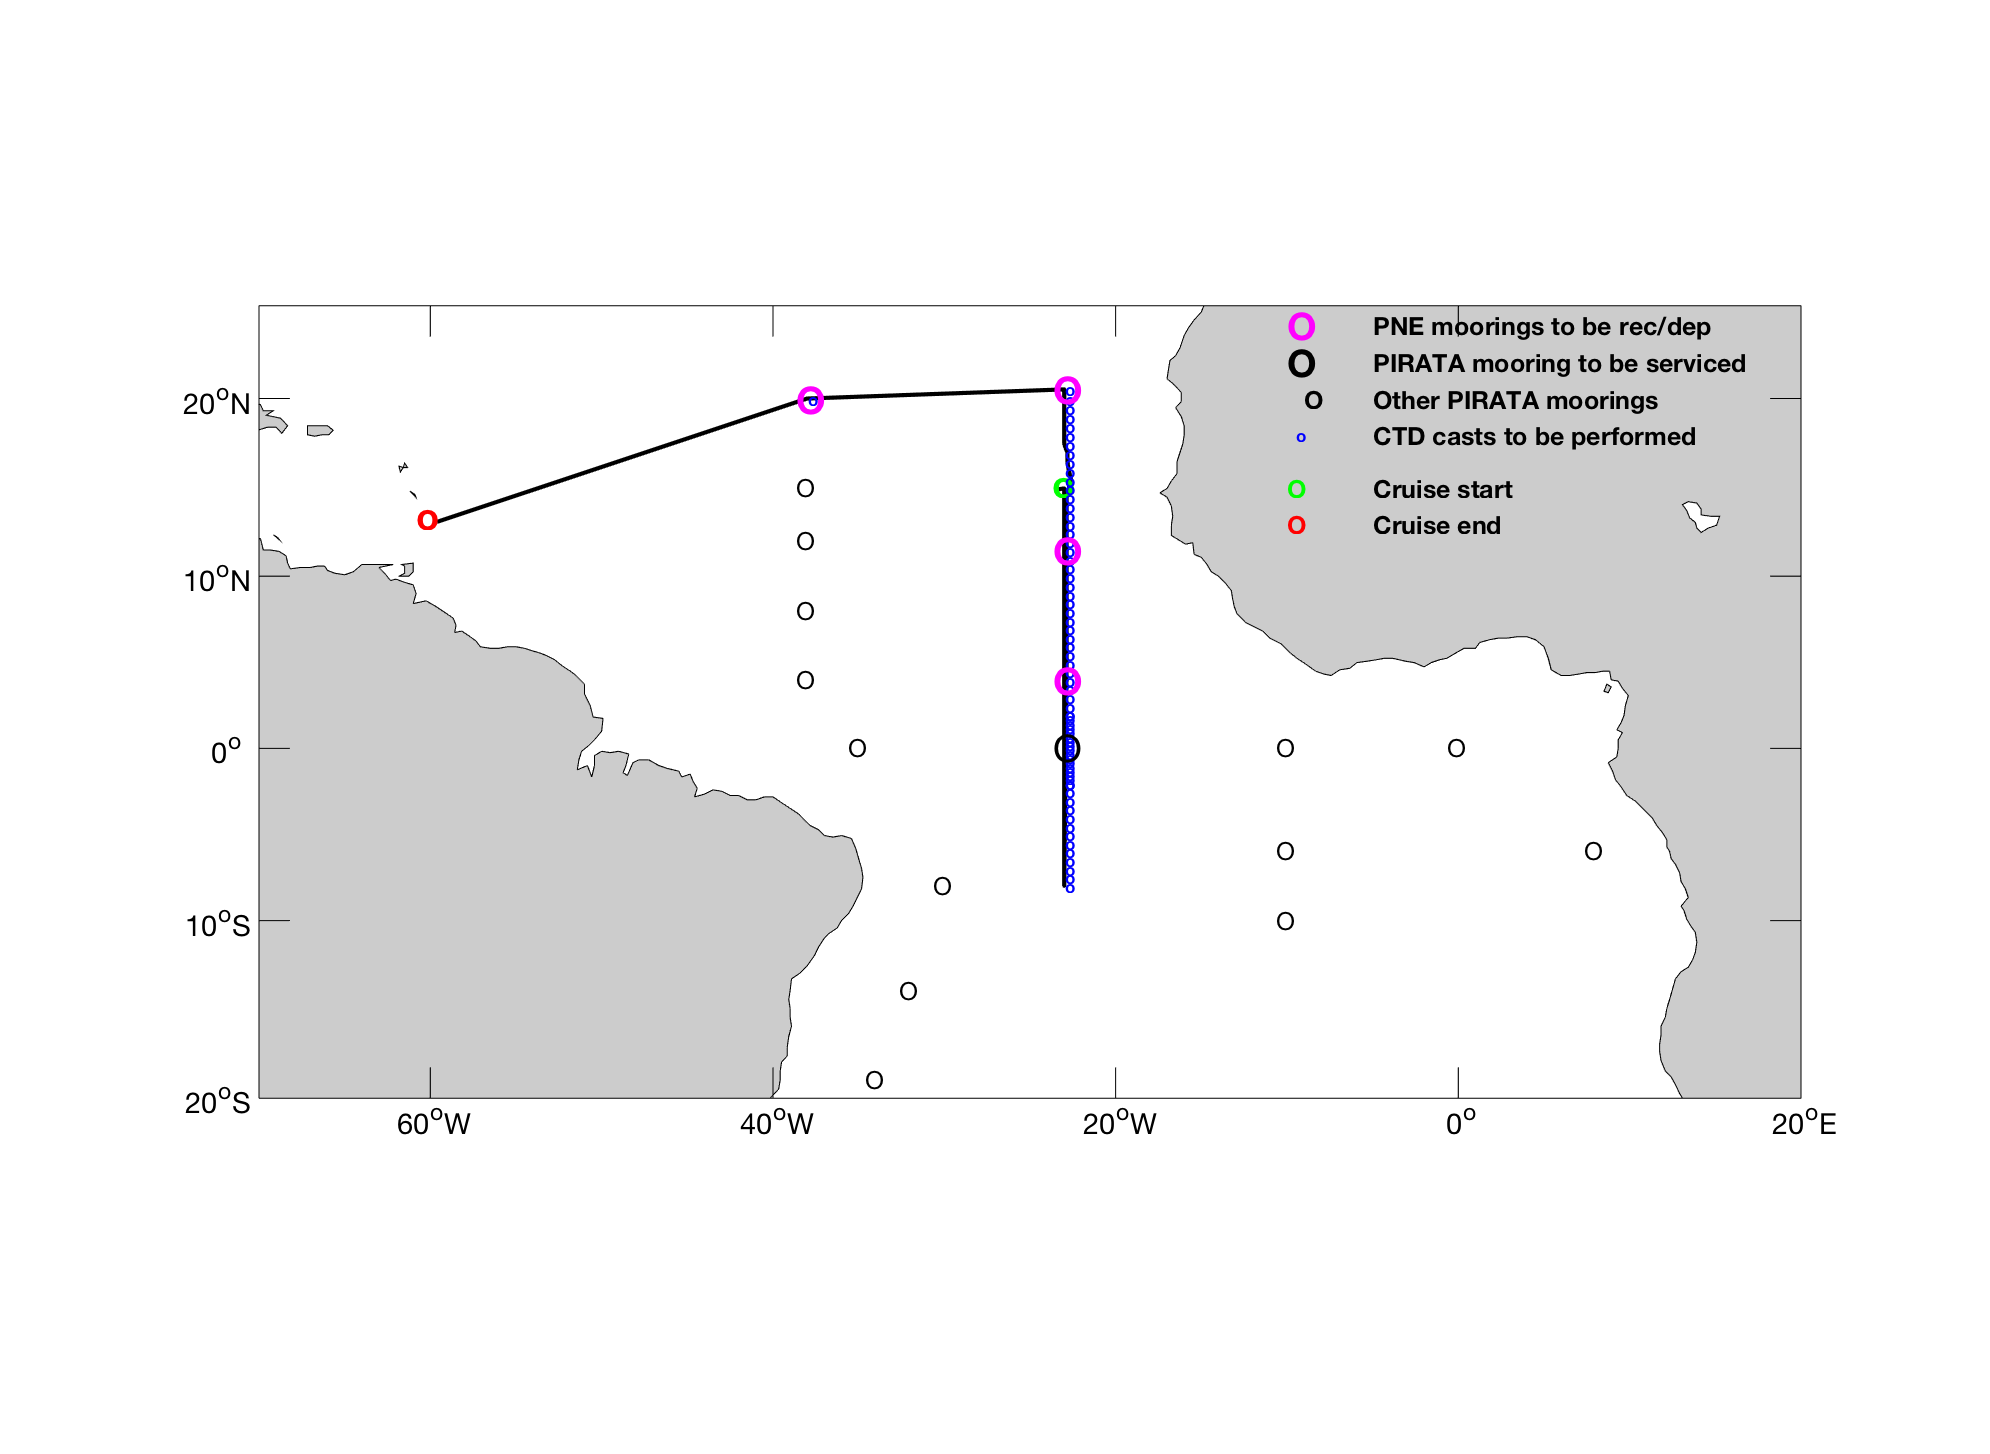 PNE moorings to be rec/dep
PIRATA mooring to be serviced
Other PIRATA moorings
CTD casts to be performed
Cruise start
Cruise end
20°N
10°N
0°
10°S
20°S
60°W
40°W
20°W
0°
20°E